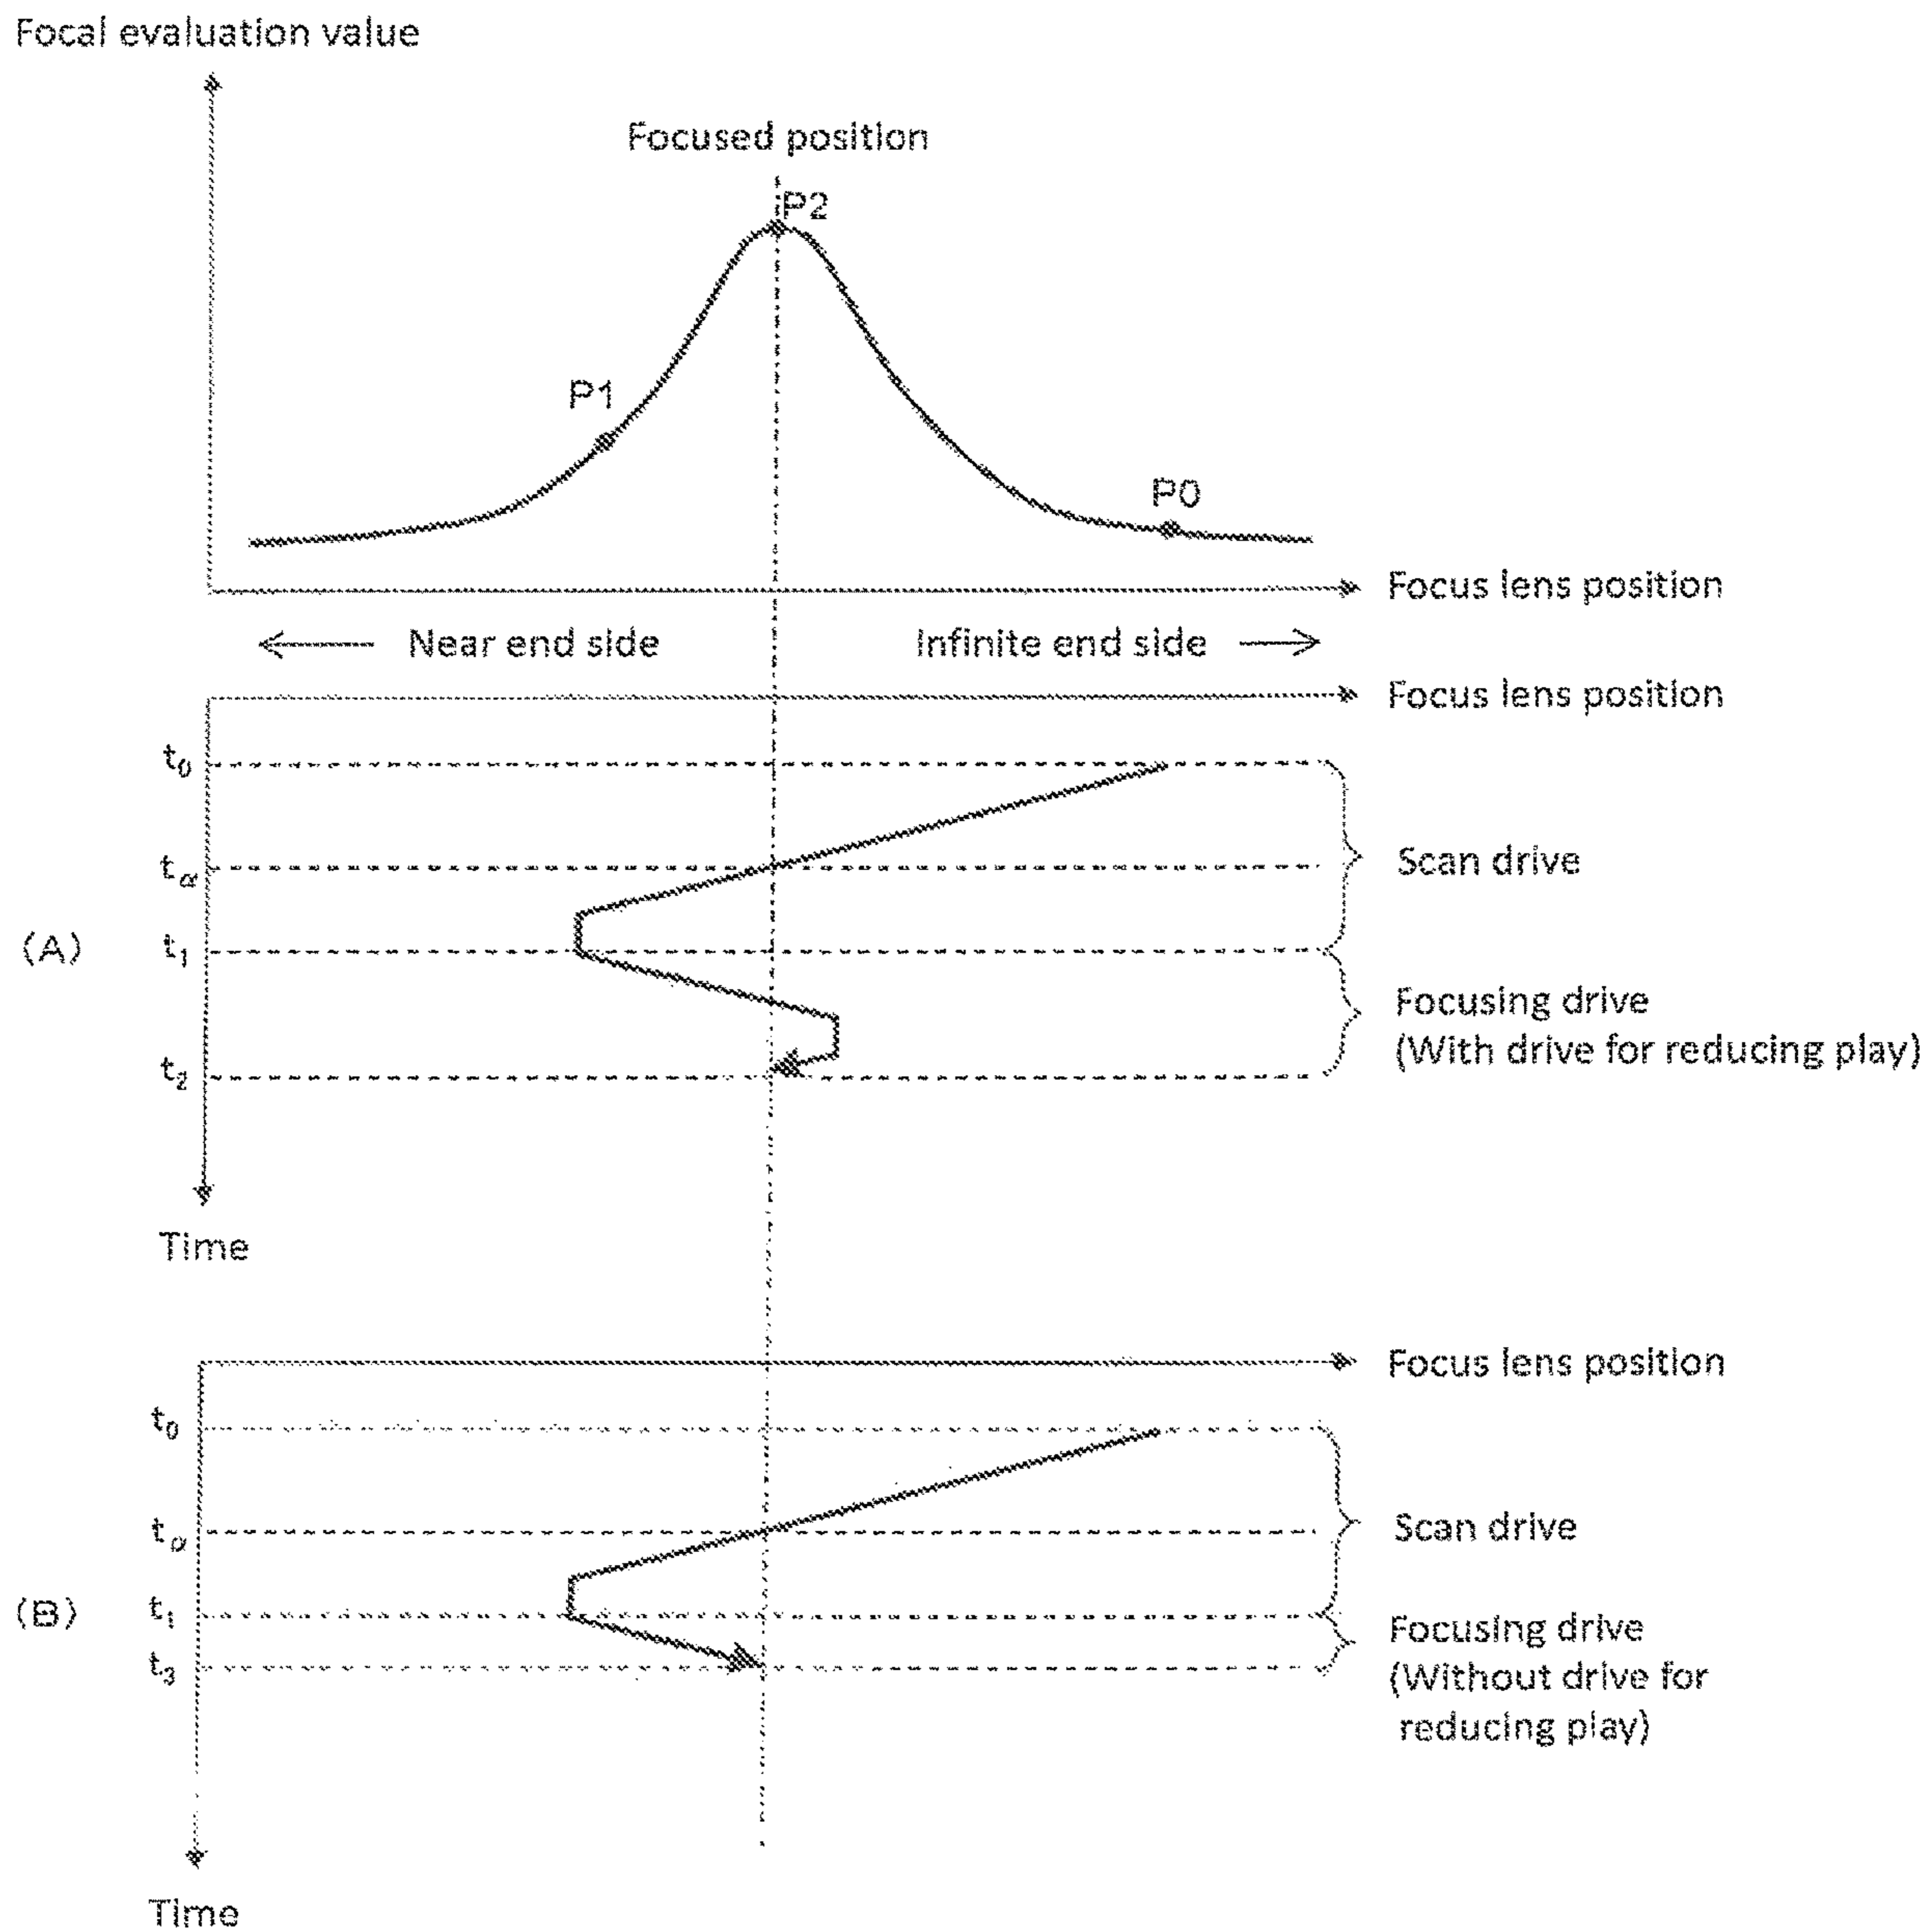 Focal evaluation value
Focused position
P2
P1
P0
Focus lens position
← Near end side
Infinite end side →
Focus lens position
t0
tα
(A)
t1
t2
Scan drive
Focusing drive
(With drive for reducing play)
Time
Focus lens position
t0
tα
(B)
t1
t3
Scan drive
Focusing drive
(Without drive for
reducing play)
Time